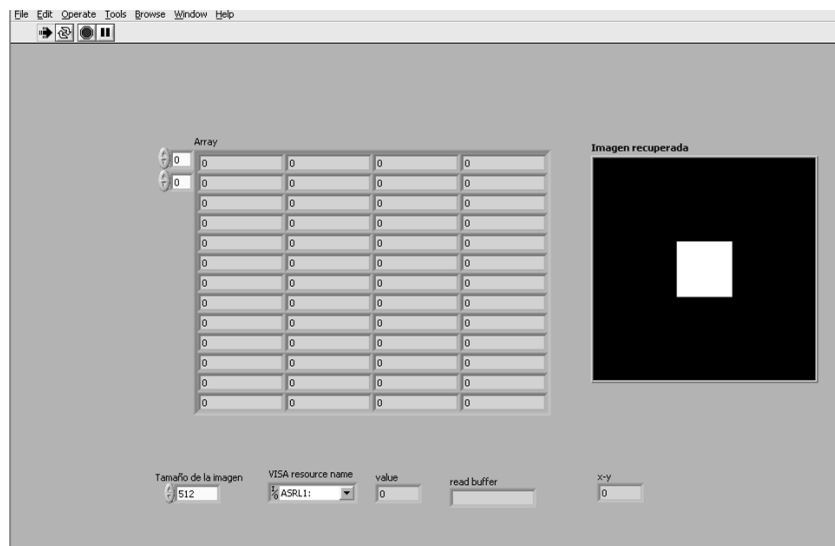 File Edit Operate Tools Browse Window Help
Array
Imagen recuperada
0 0 0 0 0
0 0 0 0 0
0 0 0 0
0 0 0 0
0 0 0 0
0 0 0 0
0 0 0 0
0 0 0 0
0 0 0 0
0 0 0 0
0 0 0 0
0 0 0 0
0 0 0 0
Tamaño de la imagen VISA resource name value read buffer x-y
512 I/O ASRL1: 0 0